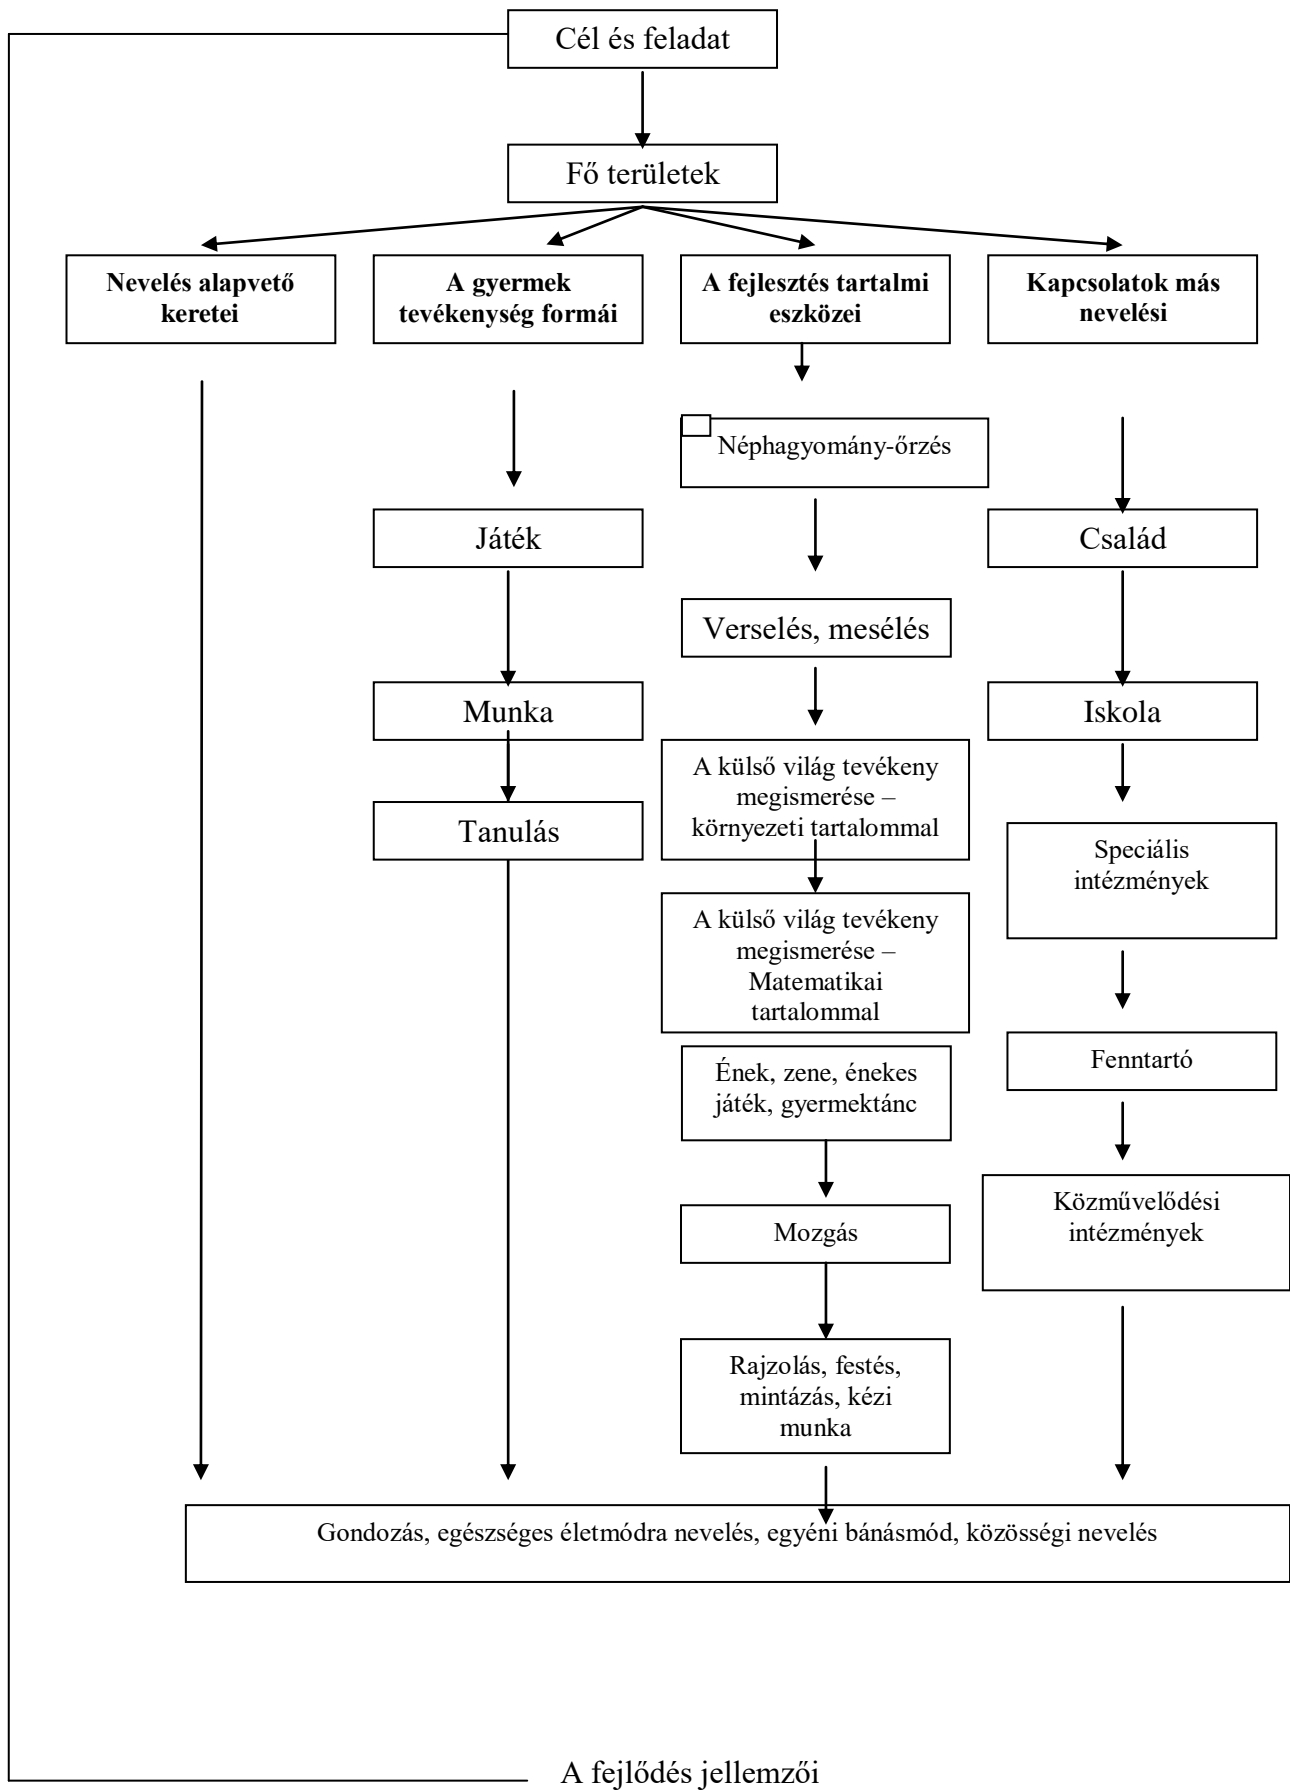 Cél és feladat
Fő területek
Nevelés alapvető
keretei
A gyermek
tevékenység formái
A fejlesztés tartalmi
eszközei
Kapcsolatok más
nevelési
Néphagyomány-őrzés
Játék
Család
Verselés, mesélés
Munka
Iskola
A külső világ tevékeny
megismerése –
környezeti tartalommal
Tanulás
Speciális
intézmények
A külső világ tevékeny
megismerése –
Matematikai
tartalommal
Fenntartó
Ének, zene, énekes
játék, gyermektánc
Közművelődési
intézmények
Mozgás
Rajzolás, festés,
mintázás, kézi
munka
Gondozás, egészséges életmódra nevelés, egyéni bánásmód, közösségi nevelés
A fejlődés jellemzői